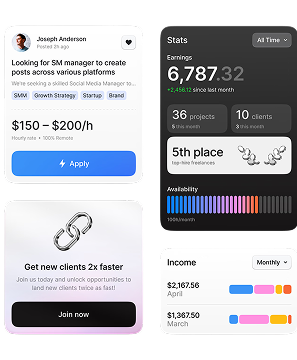 Joseph Anderson
Posted 2h ago
Looking for SM manager to create
posts across various platforms
We're seeking a skilled Social Media Manager to...
SMM
Growth Strategy
Startup
Brand
$150 – $200/h
Hourly rate • 100% Remote
Apply
Get new clients 2x faster
Join us today and unlock opportunities to
land new clients twice as fast!
Join now
Stats
All Time
Earnings
6,787.32
+2,456.12 since last month
36 projects
5 this month
10 clients
3 this month
5th place
top-hire freelancers
Availability
100k/month
Income
Monthly
$2,167.56
April
$1,367.50
March